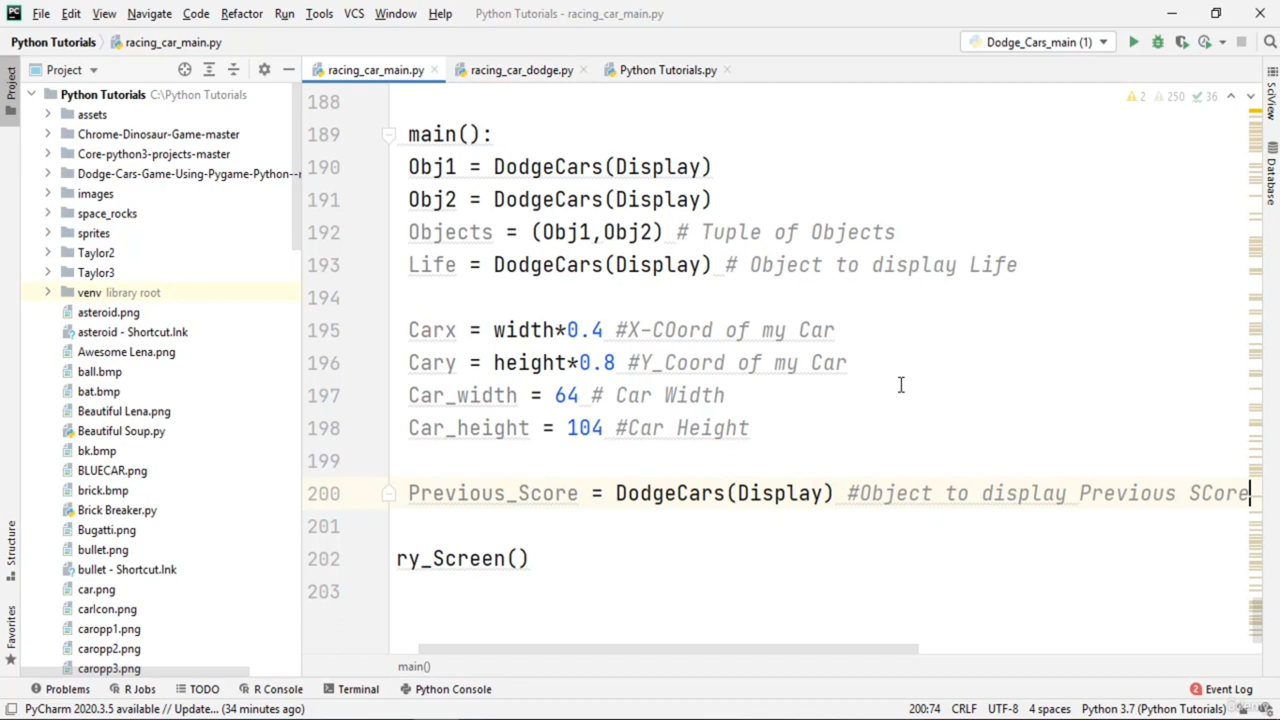 File Edit View Navigate Code Refactor Run Tools VCS Window Help Python Tutorials - racing_car_main.py
Python Tutorials racing_car_main.py Dodge_Cars_main (1)
Project racing_car_main.py racing_car_dodge.py Python Tutorials.py
2 250 36
Python Tutorials C:\Python Tutorials
assets
Chrome-Dinosaur-Game-master
Core-python3-projects-master
Dodge-Cars-Game-Using-Pygame-Python--
images
space_rocks
sprites
Taylor2
Taylor3
venv library root
asteroid.png
asteroid - Shortcut.lnk
Awesome Lena.png
ball.bmp
bat.bmp
Beautiful Lena.png
Beautiful Soup.py
bk.bmp
BLUECAR.png
brick.bmp
Brick Breaker.py
Bugatti.png
bullet.png
bullet - Shortcut.lnk
car.png
carIcon.png
caropp1.png
caropp2.png
caropp3.png
188
189 main():
190 Obj1 = DodgeCars(Display)
191 Obj2 = DodgeCars(Display)
192 Objects = (Obj1,Obj2) # Tuple of Objects
193 Life = DodgeCars(Display) # Object to display Life
194
195 Carx = width*0.4 #X-COord of my Car
196 Cary = height*0.8 #Y_Coord of my Car
197 Car_width = 64 # Car Width
198 Car_height = 104 #Car Height
199
200 Previous_Score = DodgeCars(Display) #Object to display Previous SCore
201
202 ry_Screen()
203
main()
Project
Structure
Favorites
SciView
Database
Problems R Jobs TODO R Console Terminal Python Console Event Log
PyCharm 2020.3.5 available // Update... (34 minutes ago) 200:74 CRLF UTF-8 4 spaces Python 3.7 (Python Tutorials)